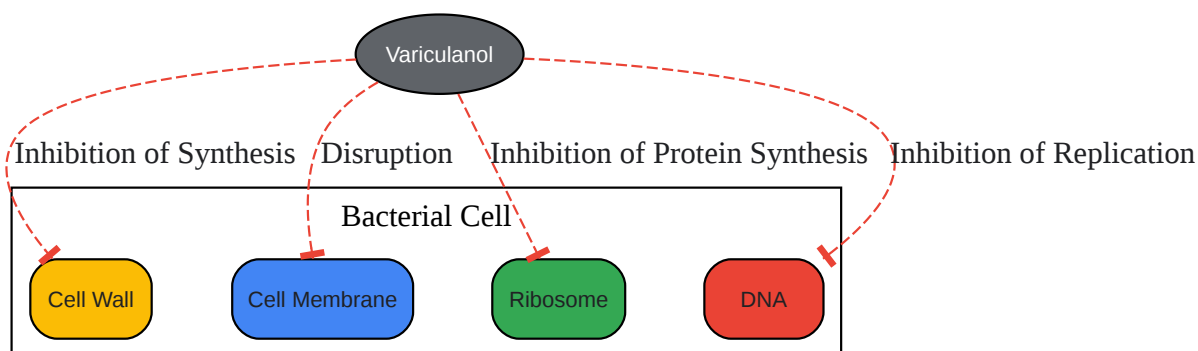 Variculanol
Inhibition of Synthesis
Disruption
Inhibition of Protein Synthesis
Inhibition of Replication
Bacterial Cell
Cell Wall
Cell Membrane
Ribosome
DNA